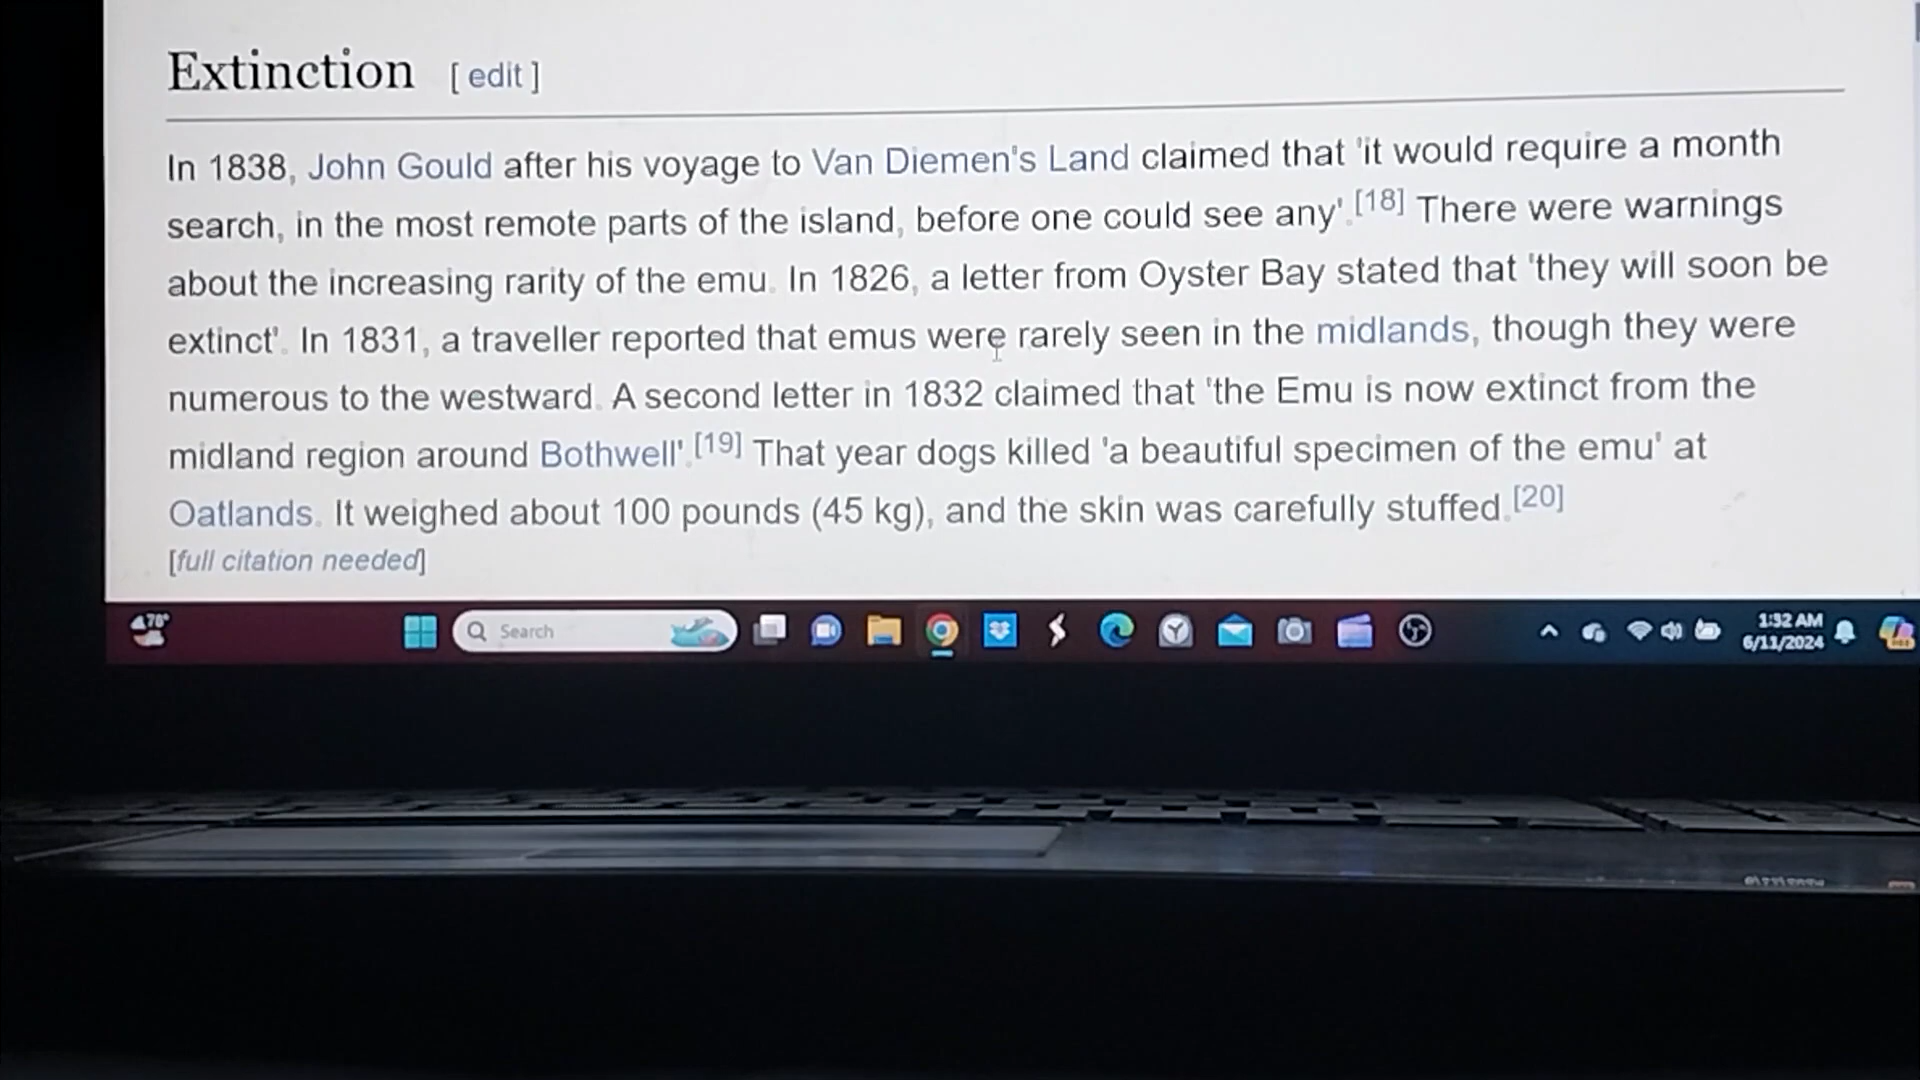 Extinction [ edit ]
In 1838, John Gould after his voyage to Van Diemen's Land claimed that 'it would require a month
search, in the most remote parts of the island, before one could see any'.[18] There were warnings
about the increasing rarity of the emu. In 1826, a letter from Oyster Bay stated that 'they will soon be
extinct'. In 1831, a traveller reported that emus were rarely seen in the midlands, though they were
numerous to the westward. A second letter in 1832 claimed that 'the Emu is now extinct from the
midland region around Bothwell'.[19] That year dogs killed 'a beautiful specimen of the emu' at
Oatlands. It weighed about 100 pounds (45 kg), and the skin was carefully stuffed.[20]
[full citation needed]
78°
Search
1:32 AM
6/11/2024